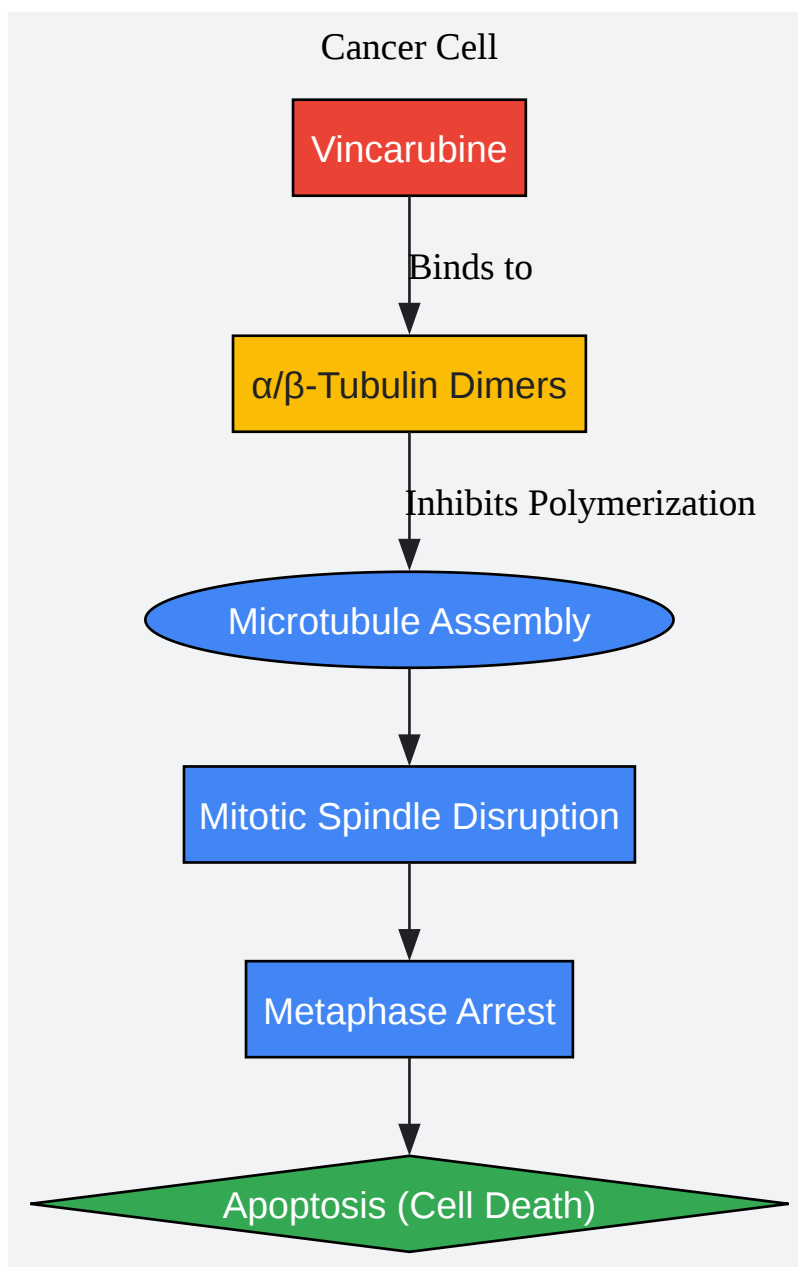 Cancer Cell
Vincarubine
Binds to
α/β-Tubulin Dimers
Inhibits Polymerization
Microtubule Assembly
Mitotic Spindle Disruption
Metaphase Arrest
Apoptosis (Cell Death)